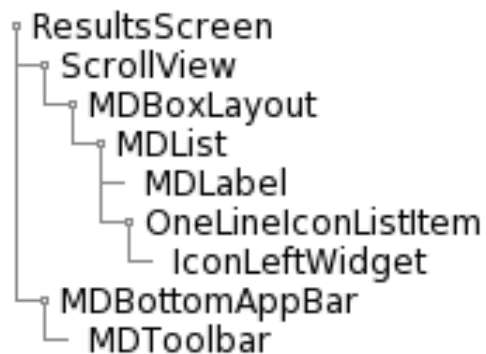 ResultsScreen
ScrollView
MDBoxLayout
MDList
MDLabel
OneLineIconListItem
IconLeftWidget
MDBottomAppBar
MDToolbar